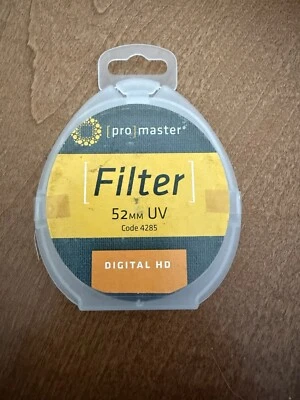 [pro]master®
[Filter]
52MM UV
Code 4285
DIGITAL HD